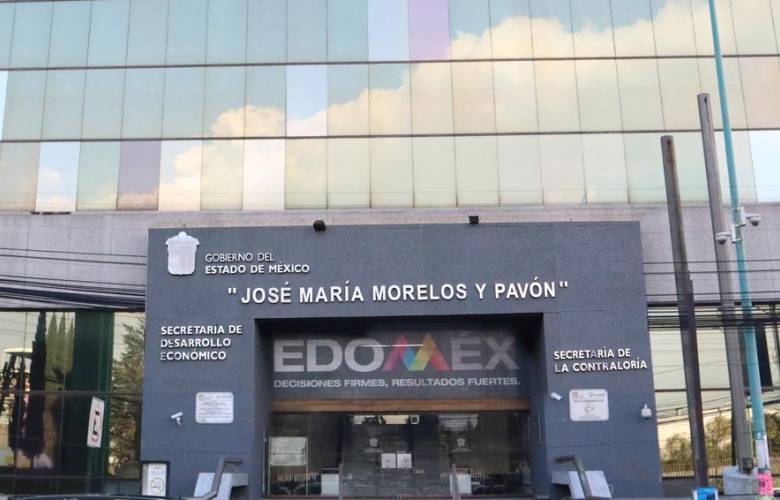 GOBIERNO DEL
ESTADO DE MÉXICO
"JOSÉ MARÍA MORELOS Y PAVÓN"
SECRETARÍA DE
DESARROLLO
ECONÓMICO
EDOMÉX
DECISIONES FIRMES, RESULTADOS FUERTES.
SECRETARÍA DE
LA CONTRALORÍA